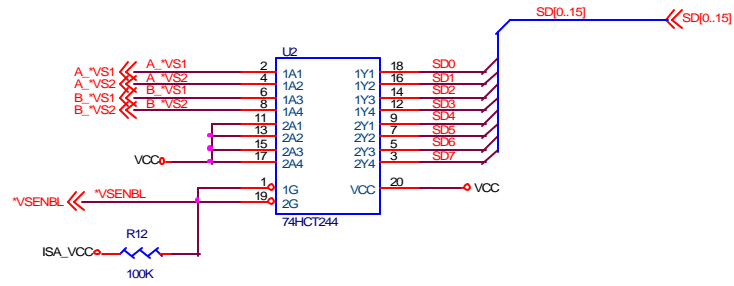 SD[0..15]
SD[0..15]
U2
A_*VS1 A_*VS1 2 1A1 1Y1 18 SD0
A_*VS2 A_*VS2 4 1A2 1Y2 16 SD1
B_*VS1 B_*VS1 6 1A3 1Y3 14 SD2
B_*VS2 B_*VS2 8 1A4 1Y4 12 SD3
11 2A1 2Y1 9 SD4
13 2A2 2Y2 7 SD5
15 2A3 2Y3 5 SD6
VCC 17 2A4 2Y4 3 SD7
1 1G VCC 20 VCC
*VSENBL *VSENBL 19 2G
74HCT244
R12
ISA_VCC
100K